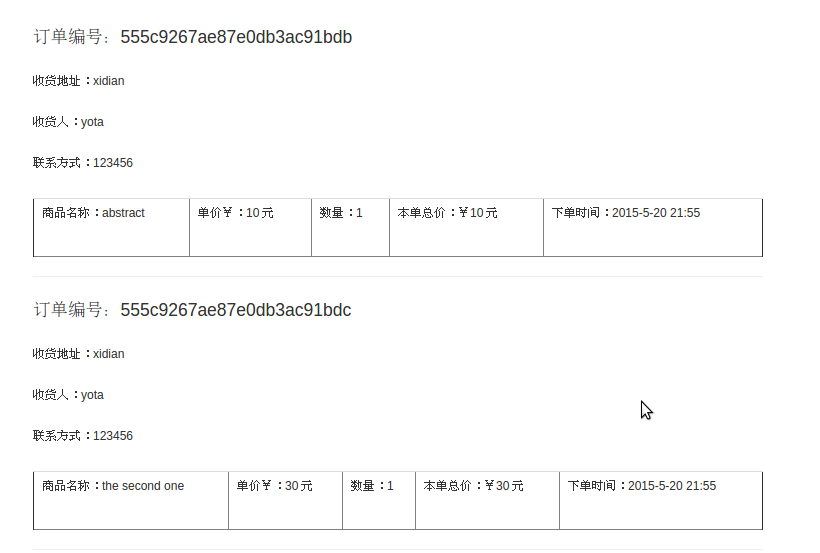 订单编号：555c9267ae87e0db3ac91bdb
收货地址：xidian
收货人：yota
联系方式：123456
商品名称：abstract 单价￥：10元 数量：1 本单总价：￥10元 下单时间：2015-5-20 21:55
订单编号：555c9267ae87e0db3ac91bdc
收货地址：xidian
收货人：yota
联系方式：123456
商品名称：the second one 单价￥：30元 数量：1 本单总价：￥30元 下单时间：2015-5-20 21:55